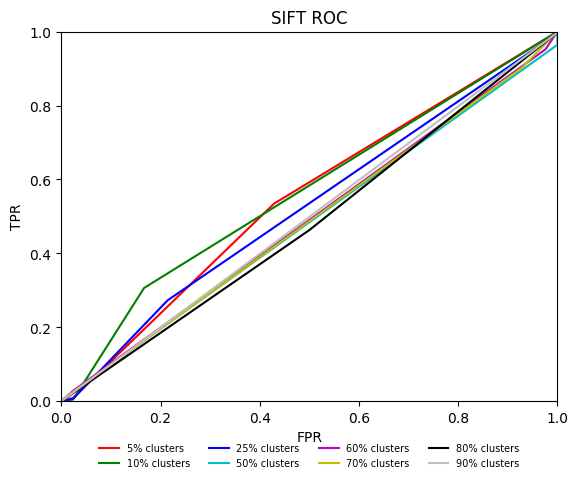 SIFT ROC
1.0
0.8
0.6
0.4
0.2
0.0
TPR
0.0 0.2 0.4 0.6 0.8 1.0
FPR
5% clusters 25% clusters 60% clusters 80% clusters
10% clusters 50% clusters 70% clusters 90% clusters